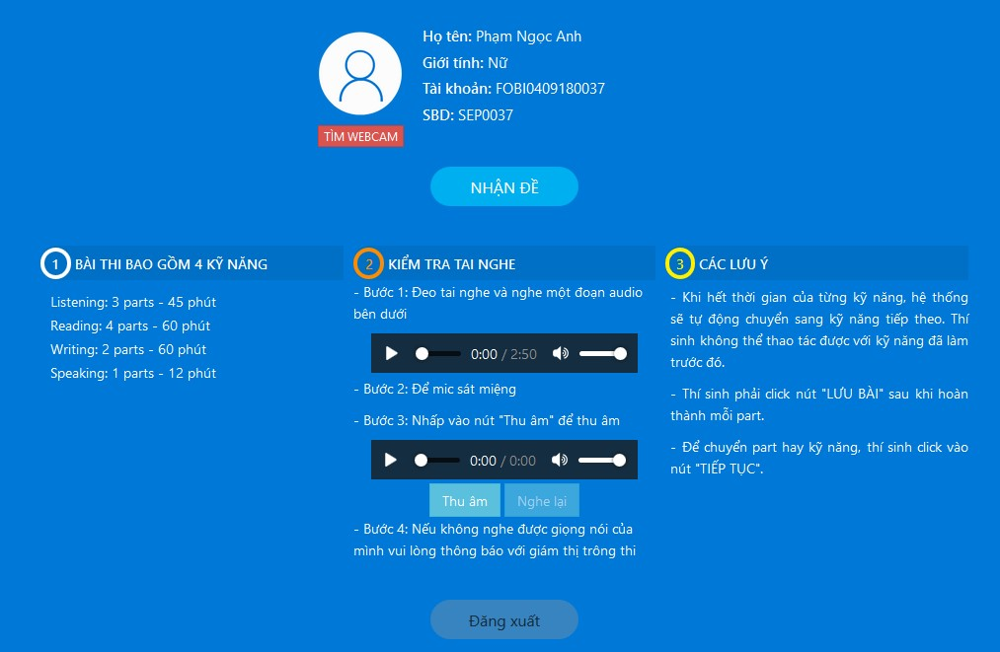 Họ tên: Phạm Ngọc Anh
Giới tính: Nữ
Tài khoản: FOBI0409180037
SBD: SEP0037
TÌM WEBCAM
NHẬN ĐỀ
1 BÀI THI BAO GỒM 4 KỸ NĂNG
Listening: 3 parts - 45 phút
Reading: 4 parts - 60 phút
Writing: 2 parts - 60 phút
Speaking: 1 parts - 12 phút
2 KIỂM TRA TAI NGHE
- Bước 1: Đeo tai nghe và nghe một đoạn audio
bên dưới
0:00 / 2:50
- Bước 2: Để mic sát miệng
- Bước 3: Nhấp vào nút "Thu âm" để thu âm
0:00 / 0:00
Thu âm Nghe lại
- Bước 4: Nếu không nghe được giọng nói của
mình vui lòng thông báo với giám thị trông thi
3 CÁC LƯU Ý
- Khi hết thời gian của từng kỹ năng, hệ thống
sẽ tự động chuyển sang kỹ năng tiếp theo. Thí
sinh không thể thao tác được với kỹ năng đã làm
trước đó.
- Thí sinh phải click nút "LƯU BÀI" sau khi hoàn
thành mỗi part.
- Để chuyển part hay kỹ năng, thí sinh click vào
nút "TIẾP TỤC".
Đăng xuất